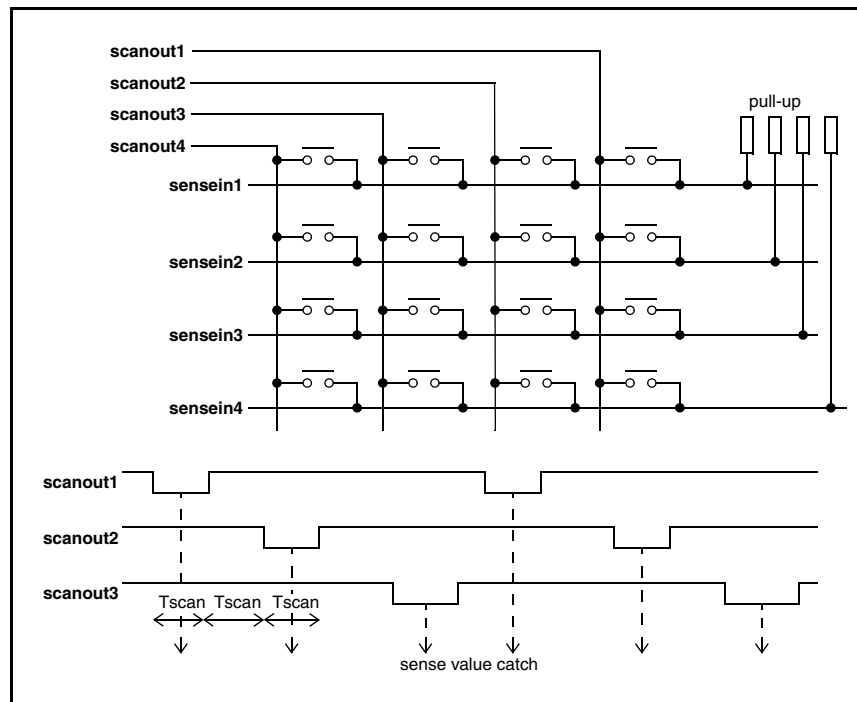 scanout1
scanout2
scanout3
pull-up
scanout4
sensein1
sensein2
sensein3
sensein4
scanout1
scanout2
scanout3
Tscan Tscan Tscan
sense value catch